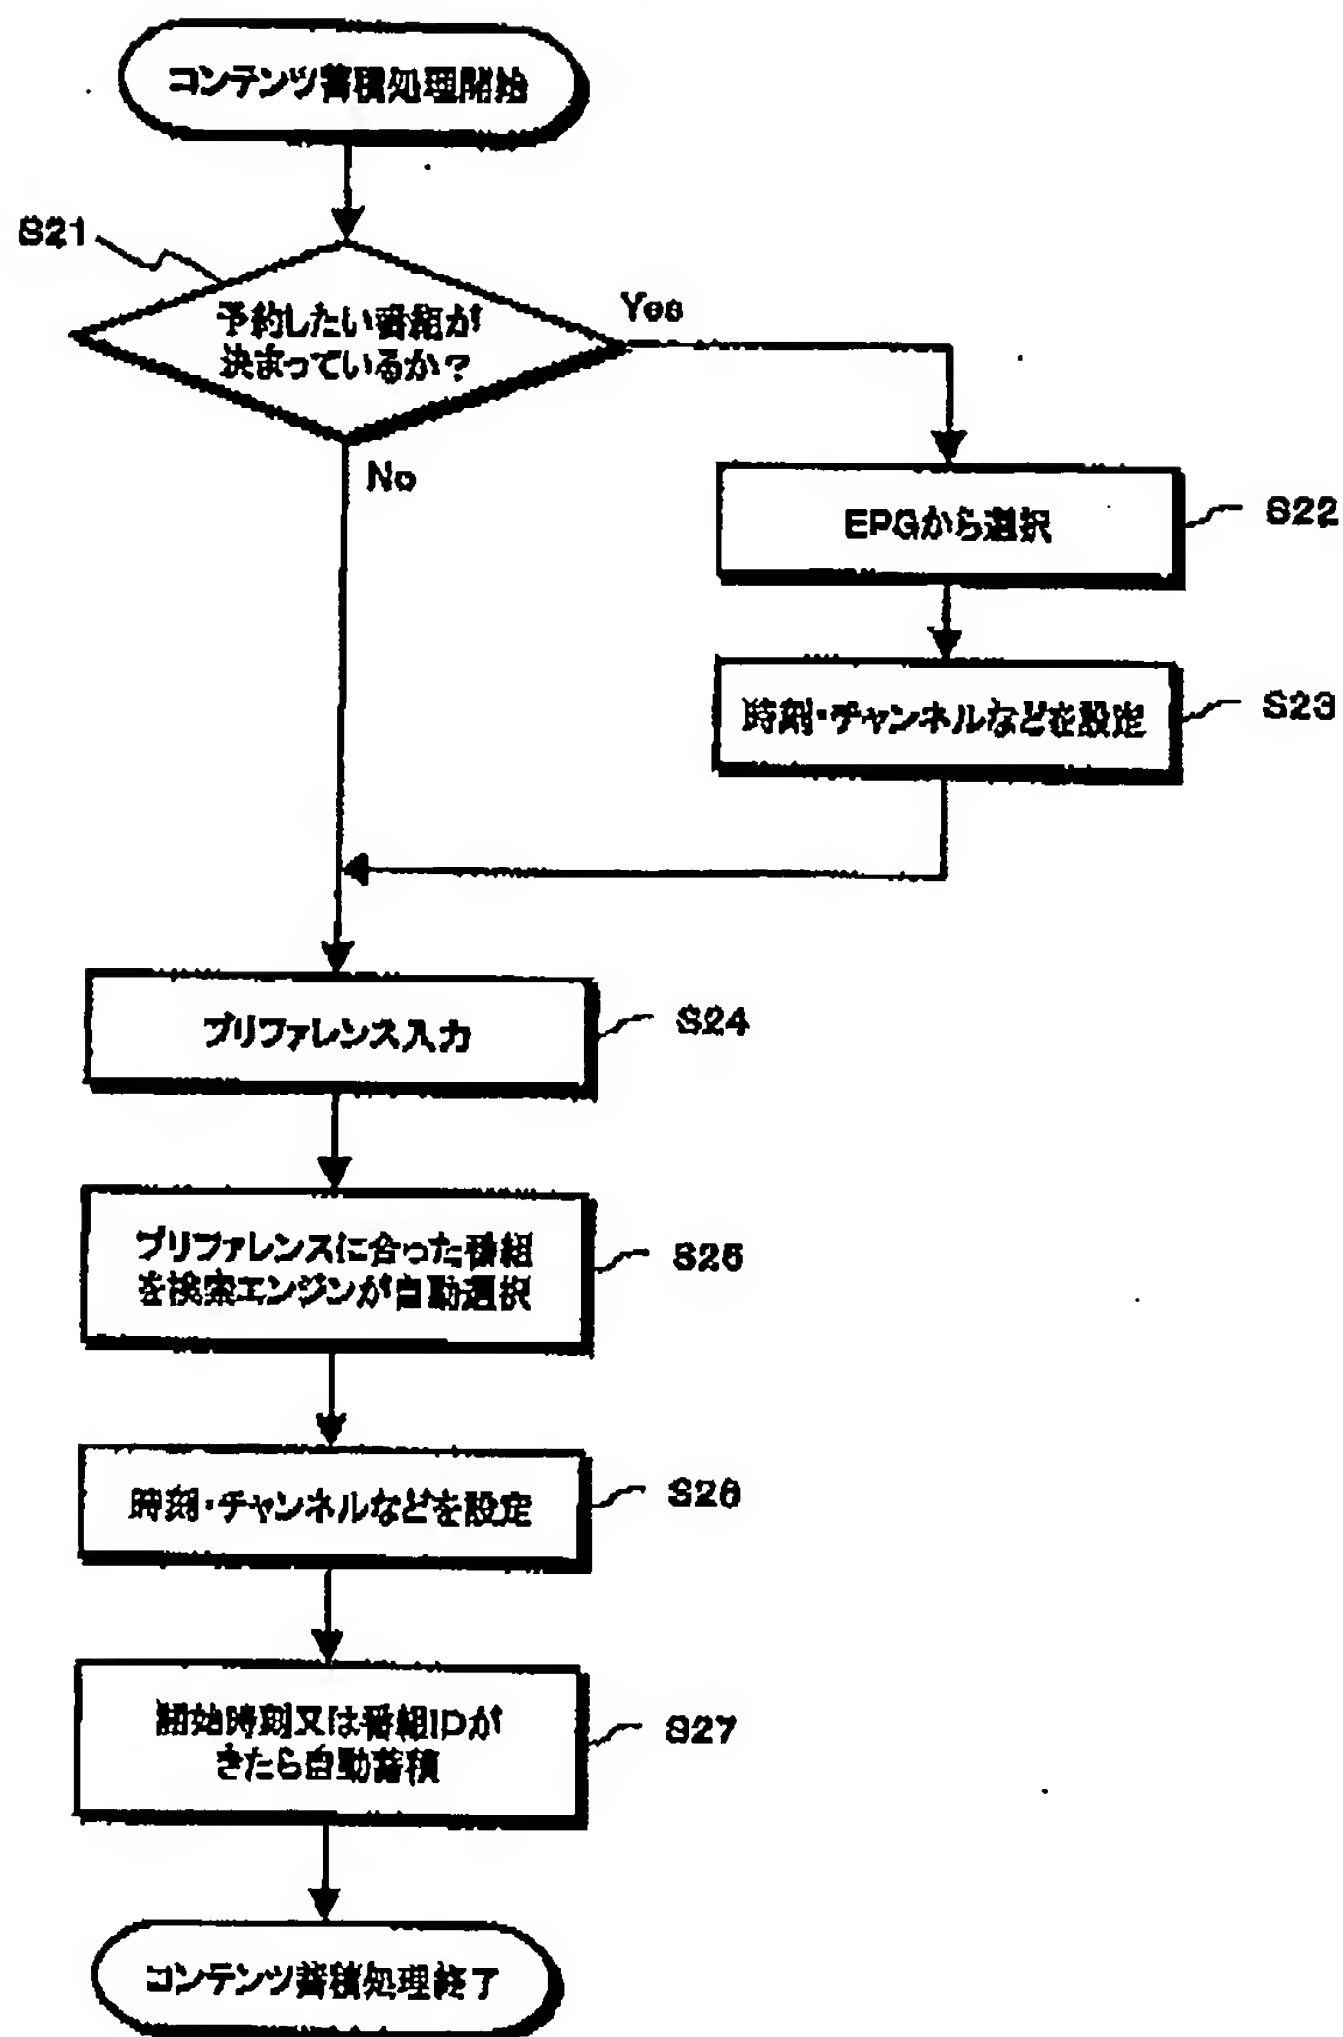 コンテンツ蓄積処理開始
S21
予約したい番組が
決まっているか？
Yes
No
EPGから選択
S22
時刻・チャンネルなどを設定
S23
プリファレンス入力
S24
プリファレンスに合った番組
を検索エンジンが自動選択
S25
時刻・チャンネルなどを設定
S26
開始時刻又は番組IDが
きたら自動蓄積
S27
コンテンツ蓄積処理終了